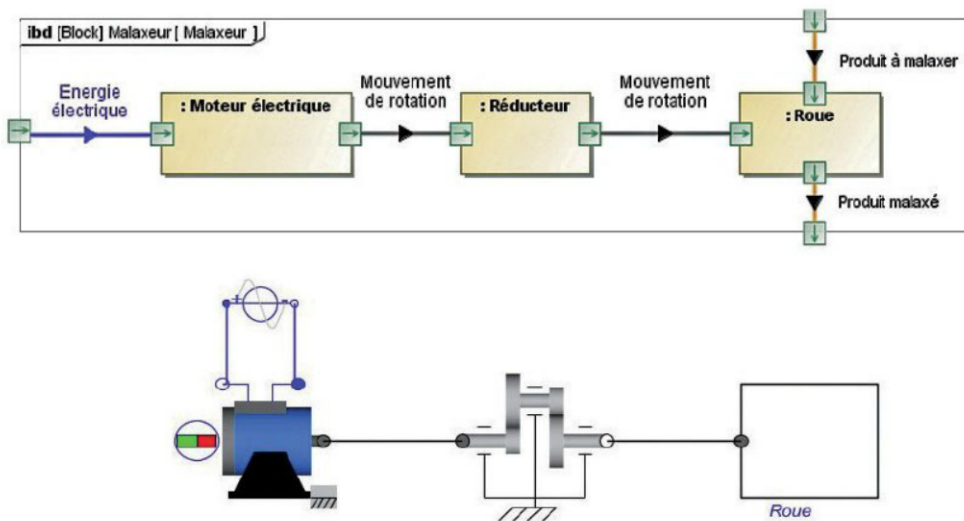 ibd [Block] Malaxeur [ Malaxeur ]
Energie
électrique
: Moteur électrique
Mouvement
de rotation
: Réducteur
Mouvement
de rotation
Produit à malaxer
: Roue
Produit malaxé
+ -
Roue